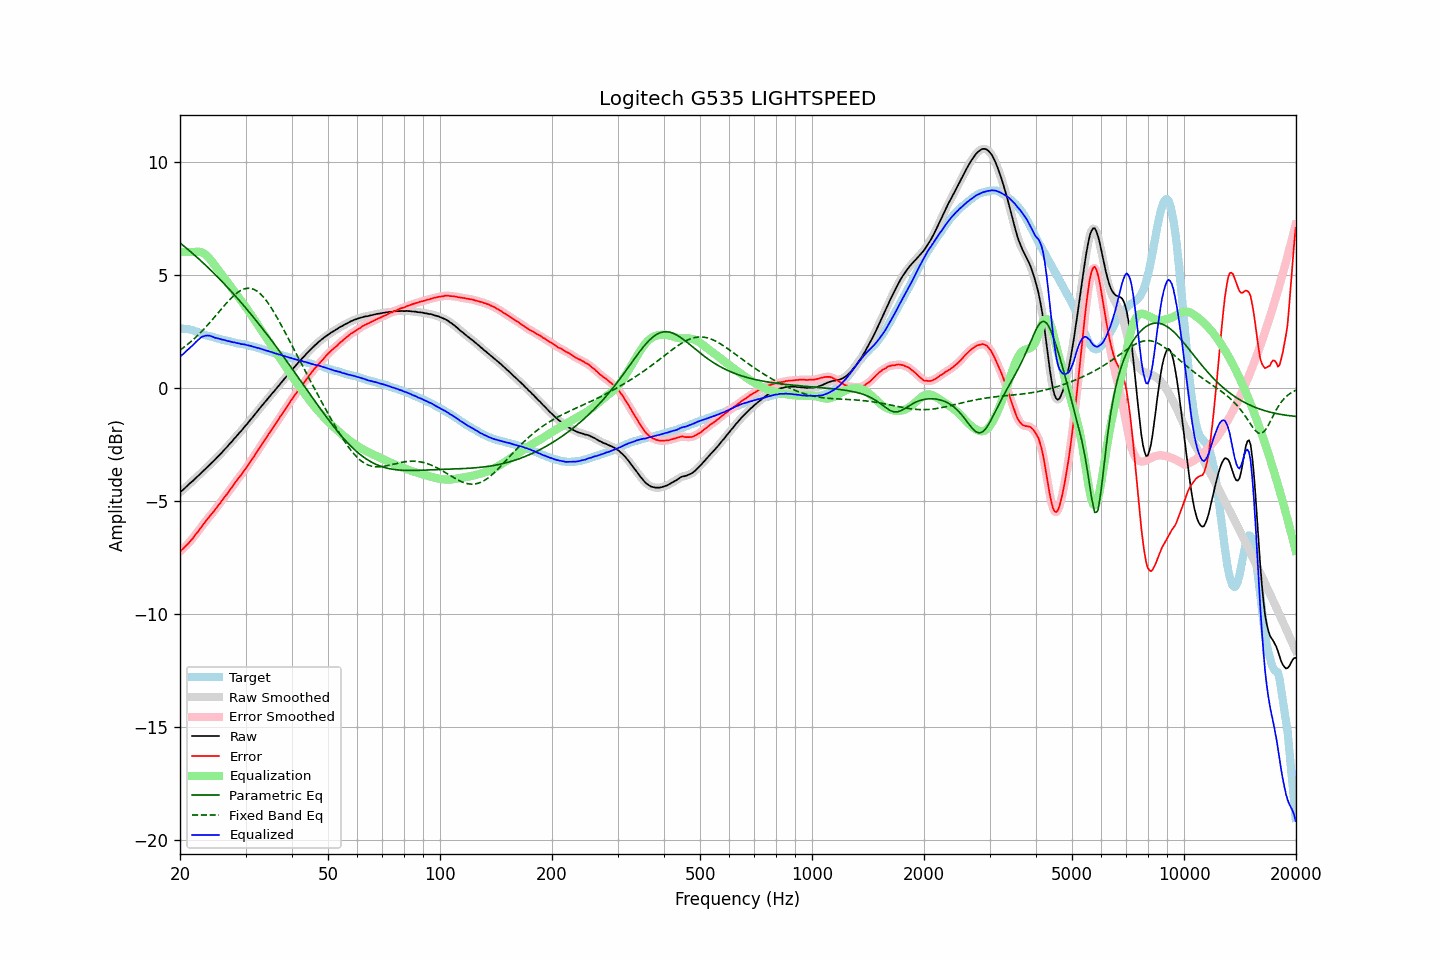 Logitech G535 LIGHTSPEED
Amplitude (dBr)
10
5
0
−5
−10
−15
−20
Target
Raw Smoothed
Error Smoothed
Raw
Error
Equalization
Parametric Eq
Fixed Band Eq
Equalized
20
50
100
200
500
1000
2000
5000
10000
20000
Frequency (Hz)